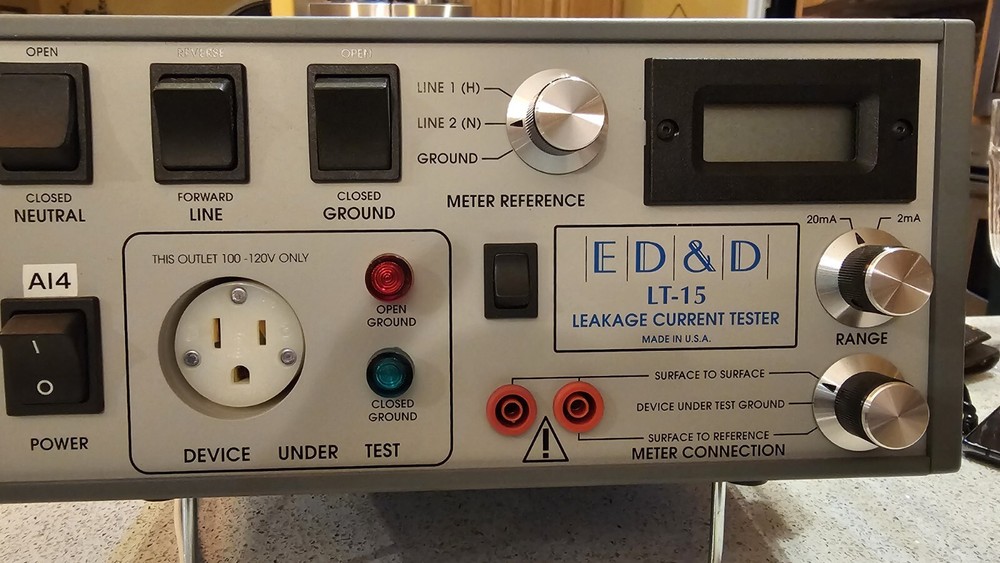 OPEN
REVERSE
OPEN
CLOSED
NEUTRAL
FORWARD
LINE
CLOSED
GROUND
LINE 1 (H)
LINE 2 (N)
GROUND
METER REFERENCE
A14
I
O
POWER
THIS OUTLET 100 -120V ONLY
OPEN
GROUND
CLOSED
GROUND
DEVICE UNDER TEST
ED&D
LT-15
LEAKAGE CURRENT TESTER
MADE IN U.S.A.
20mA
2mA
RANGE
SURFACE TO SURFACE
DEVICE UNDER TEST GROUND
SURFACE TO REFERENCE
METER CONNECTION